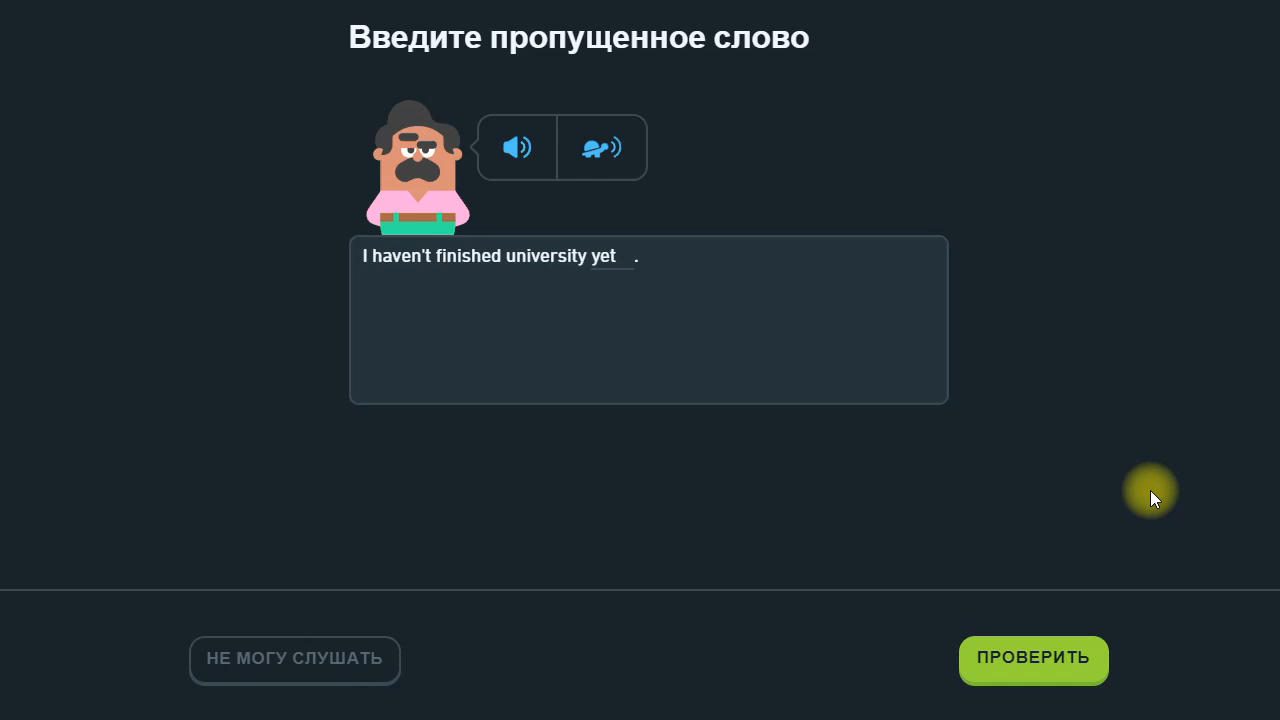 Введите пропущенное слово
I haven't finished university yet .
НЕ МОГУ СЛУШАТЬ
ПРОВЕРИТЬ